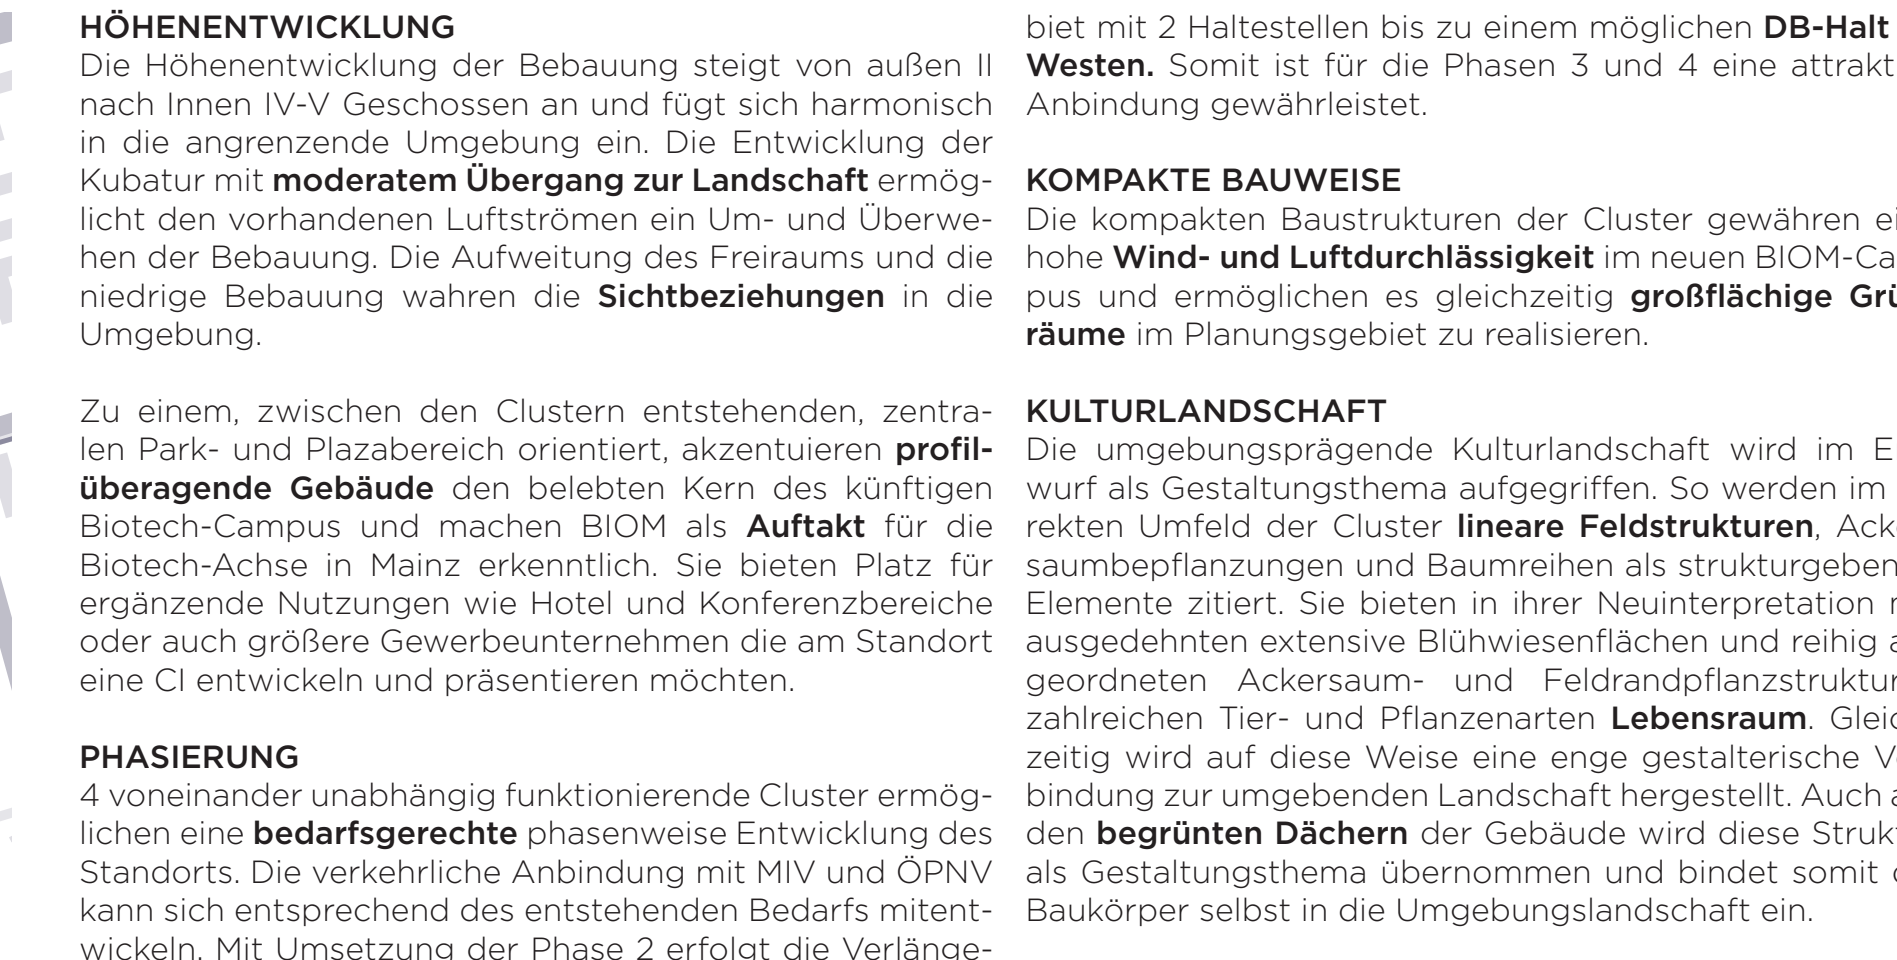 HÖHENENTWICKLUNG
Die Höhenentwicklung der Bebauung steigt von außen II
nach Innen IV-V Geschossen an und fügt sich harmonisch
in die angrenzende Umgebung ein. Die Entwicklung der
Kubatur mit moderatem Übergang zur Landschaft ermög-
licht den vorhandenen Luftströmen ein Um- und Überwe-
hen der Bebauung. Die Aufweitung des Freiraums und die
niedrige Bebauung wahren die Sichtbeziehungen in die
Umgebung.
Zu einem, zwischen den Clustern entstehenden, zentra-
len Park- und Plazabereich orientiert, akzentuieren profil-
überagende Gebäude den belebten Kern des künftigen
Biotech-Campus und machen BIOM als Auftakt für die
Biotech-Achse in Mainz erkenntlich. Sie bieten Platz für
ergänzende Nutzungen wie Hotel und Konferenzbereiche
oder auch größere Gewerbeunternehmen die am Standort
eine CI entwickeln und präsentieren möchten.
PHASIERUNG
4 voneinander unabhängig funktionierende Cluster ermög-
lichen eine bedarfsgerechte phasenweise Entwicklung des
Standorts. Die verkehrliche Anbindung mit MIV und ÖPNV
kann sich entsprechend des entstehenden Bedarfs mitent-
wickeln. Mit Umsetzung der Phase 2 erfolgt die Verlänge-
biet mit 2 Haltestellen bis zu einem möglichen DB-Halt
Westen. Somit ist für die Phasen 3 und 4 eine attrakt
Anbindung gewährleistet.
KOMPAKTE BAUWEISE
Die kompakten Baustrukturen der Cluster gewähren ei
hohe Wind- und Luftdurchlässigkeit im neuen BIOM-Ca
pus und ermöglichen es gleichzeitig großflächige Grü
räume im Planungsgebiet zu realisieren.
KULTURLANDSCHAFT
Die umgebungsprägende Kulturlandschaft wird im E
wurf als Gestaltungsthema aufgegriffen. So werden im
rekten Umfeld der Cluster lineare Feldstrukturen, Ack
saumbepflanzungen und Baumreihen als strukturgeben
Elemente zitiert. Sie bieten in ihrer Neuinterpretation
ausgedehnten extensive Blühwiesenflächen und reihig a
geordneten Ackersaum- und Feldrandpflanzstruktur
zahlreichen Tier- und Pflanzenarten Lebensraum. Gleic
zeitig wird auf diese Weise eine enge gestalterische V
bindung zur umgebenden Landschaft hergestellt. Auch a
den begrünten Dächern der Gebäude wird diese Struk
als Gestaltungsthema übernommen und bindet somit d
Baukörper selbst in die Umgebungslandschaft ein.